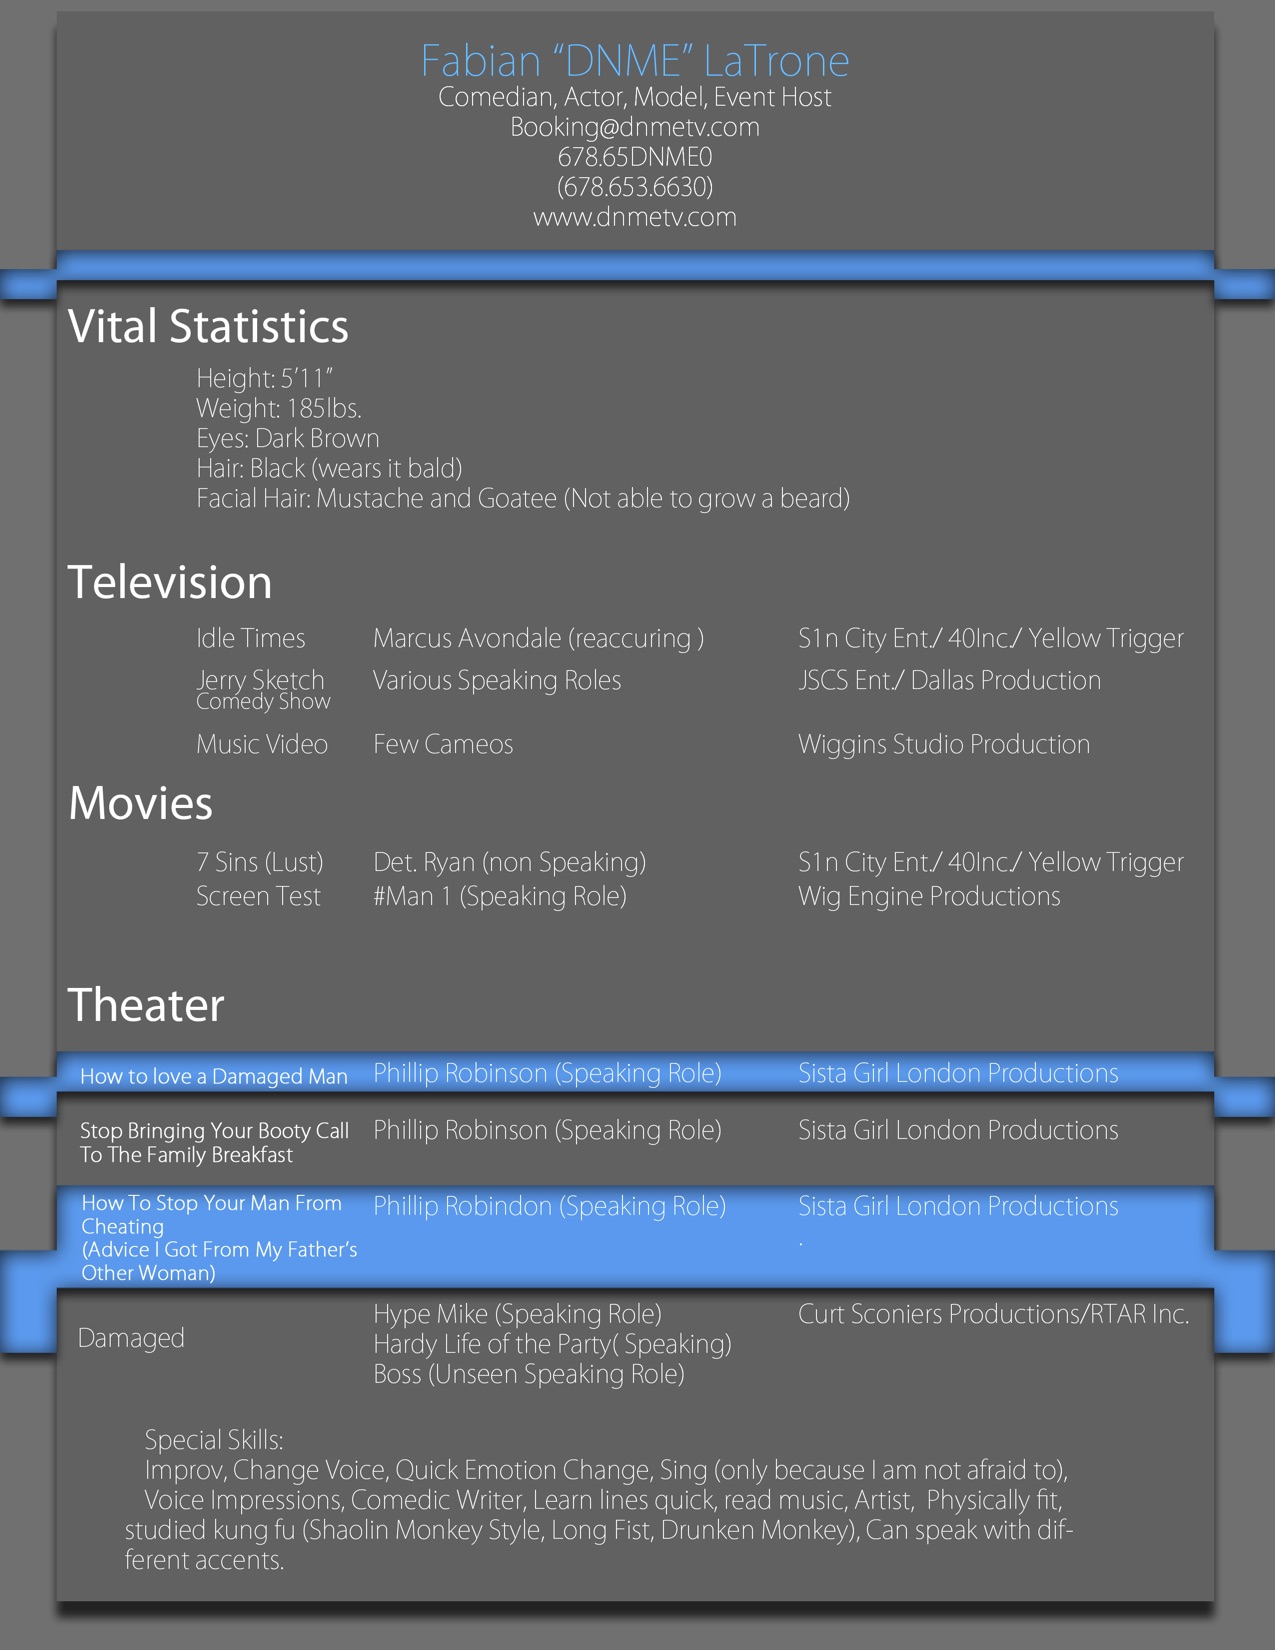 Fabian “DNME” LaTrone
Comedian, Actor, Model, Event Host
Booking@dnmetv.com
678.65DNME0
(678.653.6630)
www.dnmetv.com
Vital Statistics
Height: 5’11”
Weight: 185lbs.
Eyes: Dark Brown
Hair: Black (wears it bald)
Facial Hair: Mustache and Goatee (Not able to grow a beard)
Television
Idle Times Marcus Avondale (reaccuring ) S1n City Ent./ 40Inc./ Yellow Trigger
Jerry Sketch Various Speaking Roles JSCS Ent./ Dallas Production
Comedy Show
Music Video Few Cameos Wiggins Studio Production
Movies
7 Sins (Lust) Det. Ryan (non Speaking) S1n City Ent./ 40Inc./ Yellow Trigger
Screen Test #Man 1 (Speaking Role) Wig Engine Productions
Theater
How to love a Damaged Man Phillip Robinson (Speaking Role) Sista Girl London Productions
Stop Bringing Your Booty Call Phillip Robinson (Speaking Role) Sista Girl London Productions
To The Family Breakfast
How To Stop Your Man From Phillip Robindon (Speaking Role) Sista Girl London Productions
Cheating .
(Advice I Got From My Father’s
Other Woman)
Hype Mike (Speaking Role) Curt Sconiers Productions/RTAR Inc.
Damaged Hardy Life of the Party( Speaking)
Boss (Unseen Speaking Role)
Special Skills:
Improv, Change Voice, Quick Emotion Change, Sing (only because I am not afraid to),
Voice Impressions, Comedic Writer, Learn lines quick, read music, Artist,  Physically fit,
studied kung fu (Shaolin Monkey Style, Long Fist, Drunken Monkey), Can speak with dif-
ferent accents.